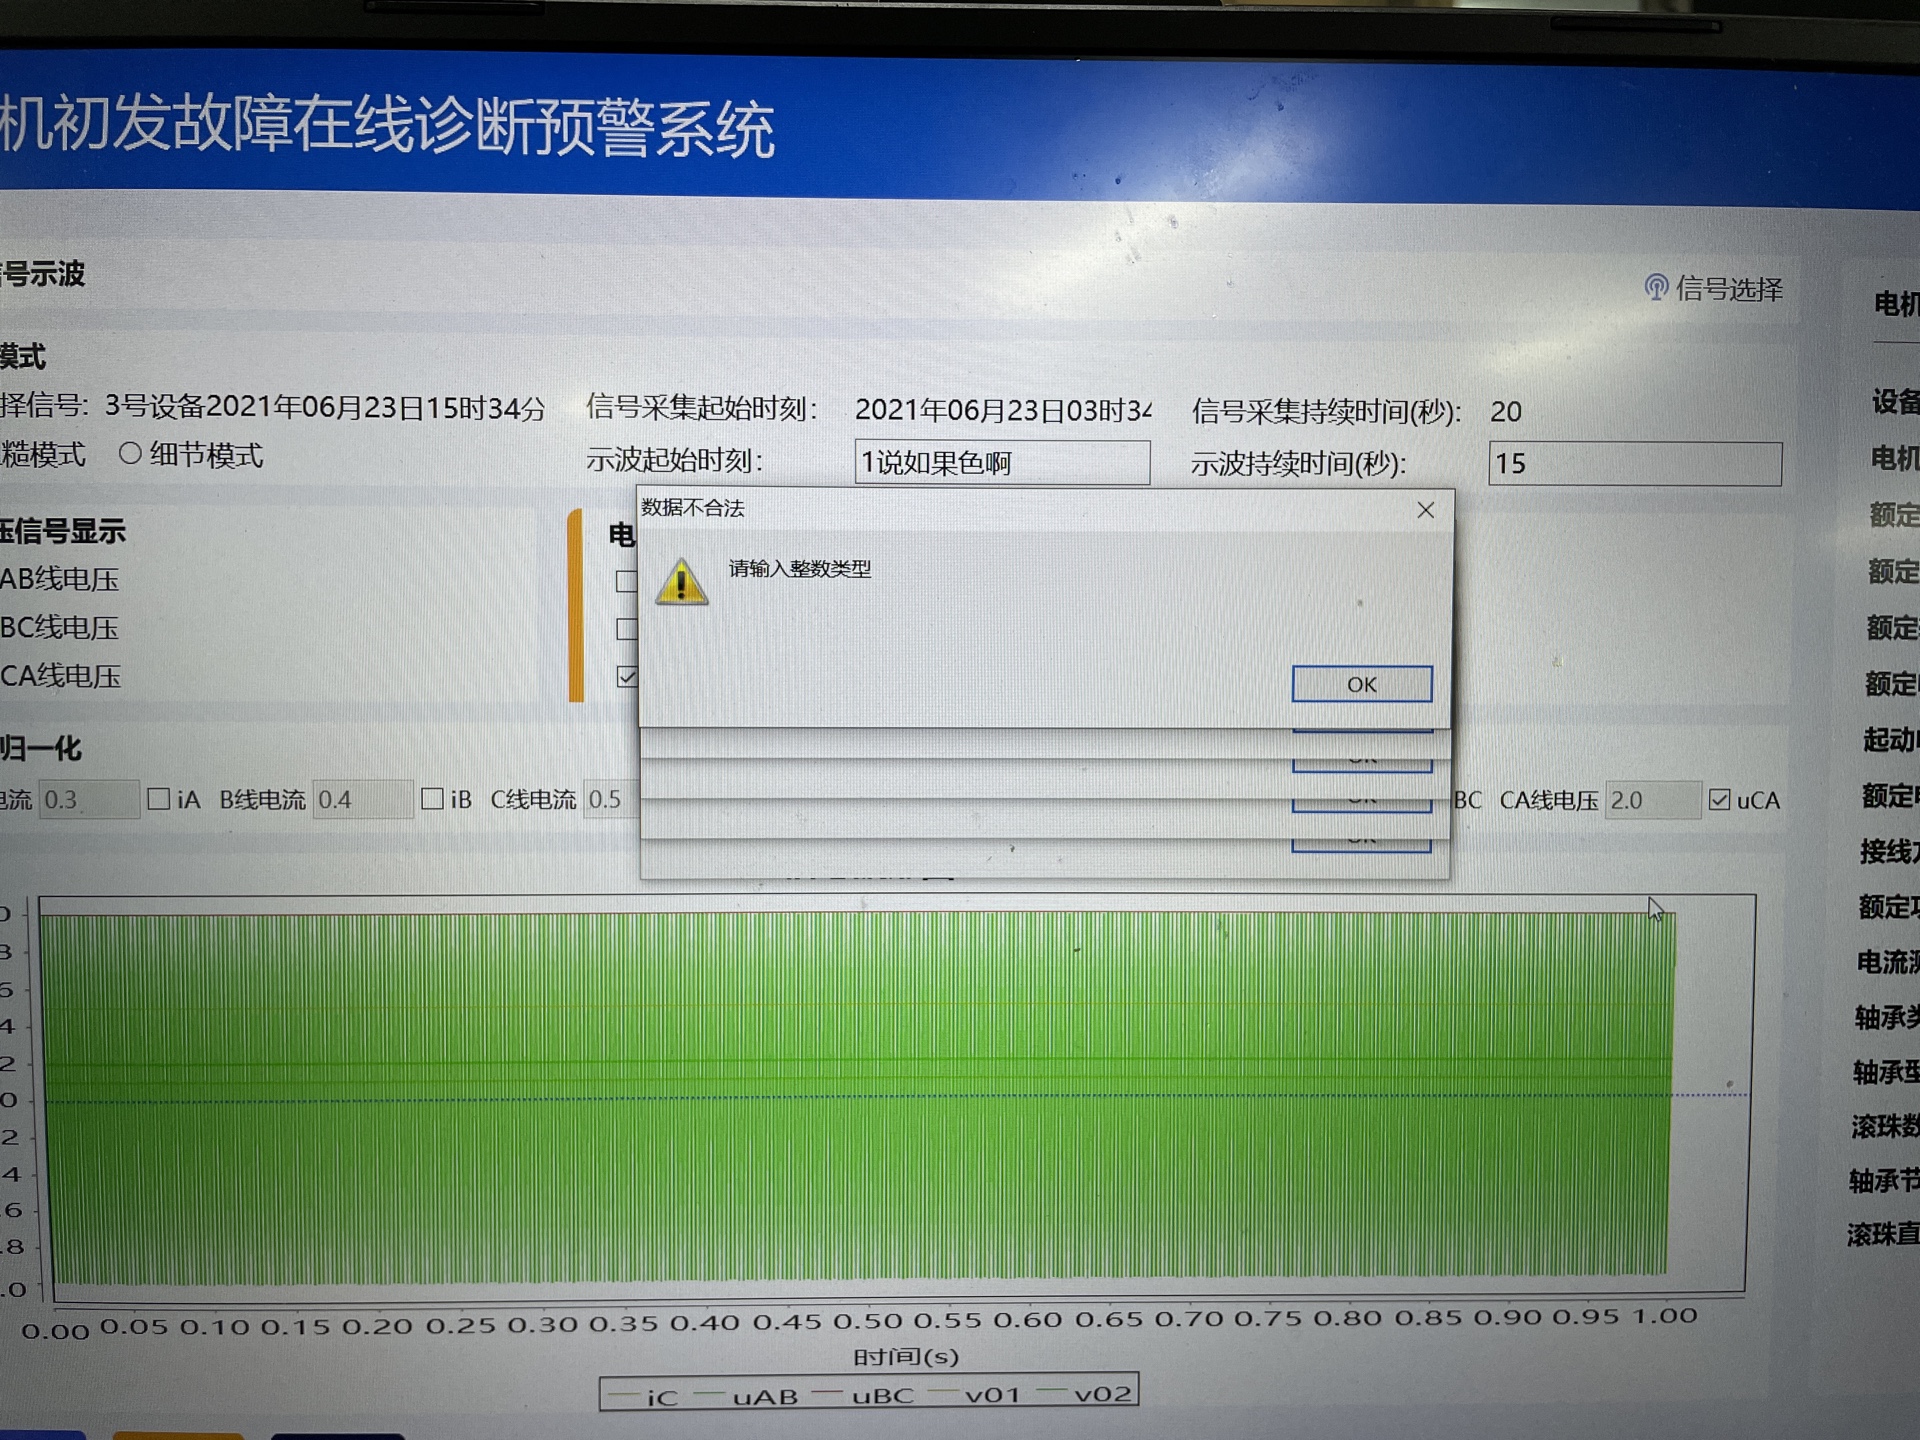 机初发故障在线诊断预警系统
信号示波
信号选择
模式
择信号: 3号设备2021年06月23日15时34分 信号采集起始时刻: 2021年06月23日03时34 信号采集持续时间(秒): 20
糙模式 细节模式 示波起始时刻: 1说如果色啊 示波持续时间(秒): 15
压信号显示
AB线电压
BC线电压
CA线电压
电
数据不合法
请输入整数类型
OK
归一化
电流 0.3 iA B线电流 0.4 iB C线电流 0.5 BC CA线电压 2.0 uCA
0
8
6
4
2
0
2
4
6
.8
.0
0.00 0.05 0.10 0.15 0.20 0.25 0.30 0.35 0.40 0.45 0.50 0.55 0.60 0.65 0.70 0.75 0.80 0.85 0.90 0.95 1.00
时间(s)
iC uAB uBC v01 v02
电机
设备
电机
额定
额定
额定
额定
起动
额定
接线
额定
电流
轴承类
轴承型
滚珠数
轴承节
滚珠直